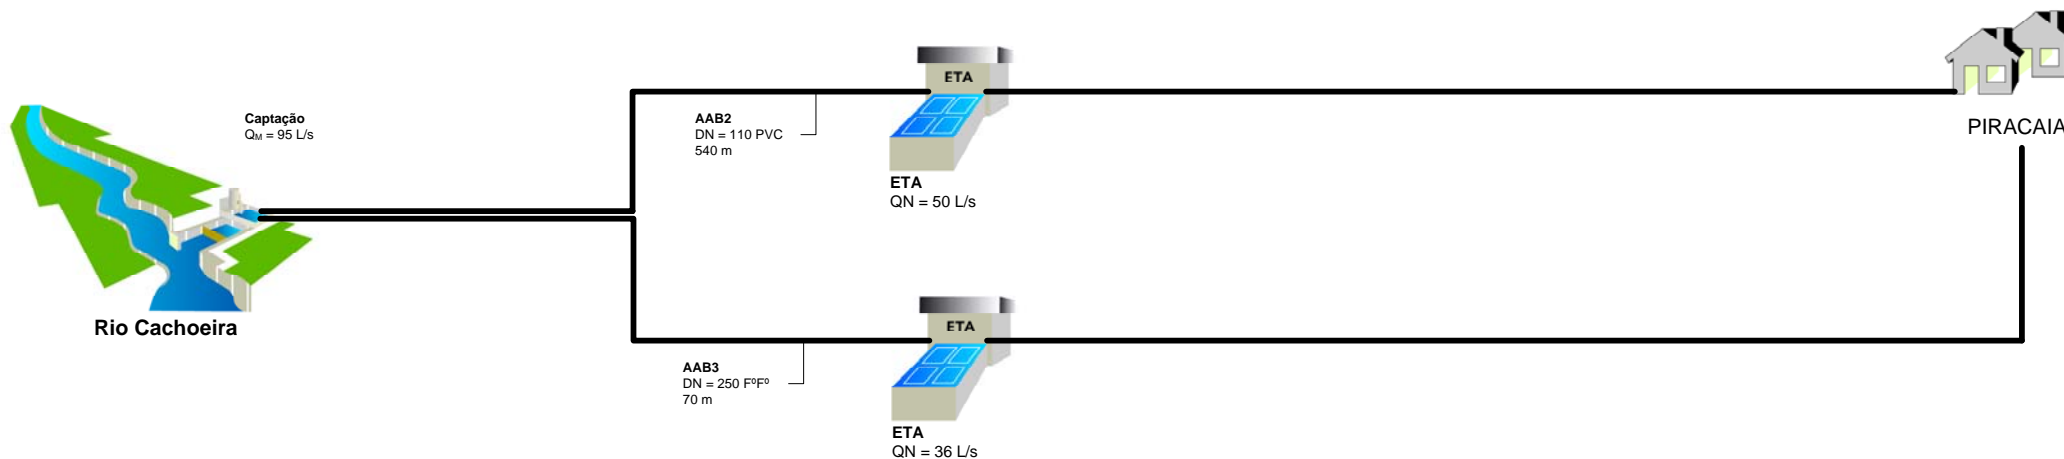 ETA
Captação
QM = 95 L/s
AAB2
DN = 110 PVC
540 m
PIRACAIA
ETA
QN = 50 L/s
Rio Cachoeira
ETA
AAB3
DN = 250 FºFº
70 m
ETA
QN = 36 L/s